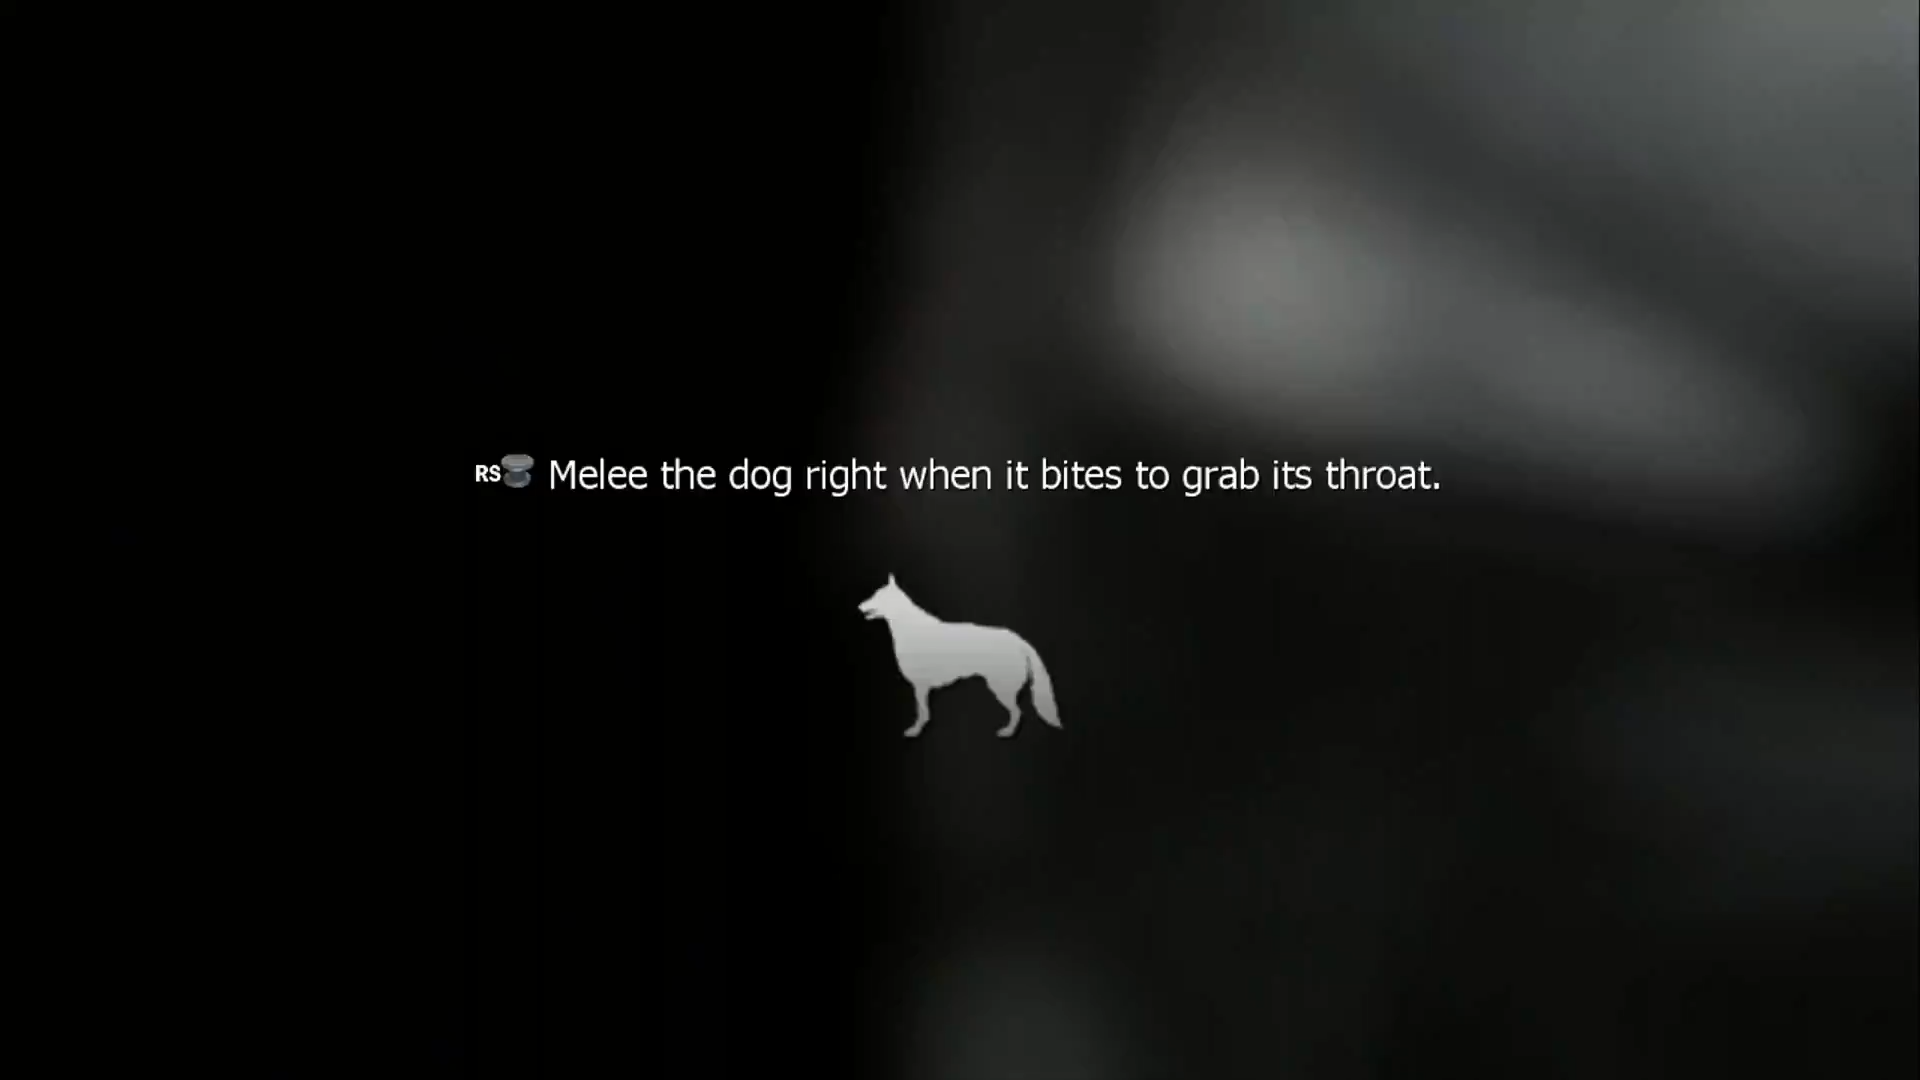 RS Melee the dog right when it bites to grab its throat.